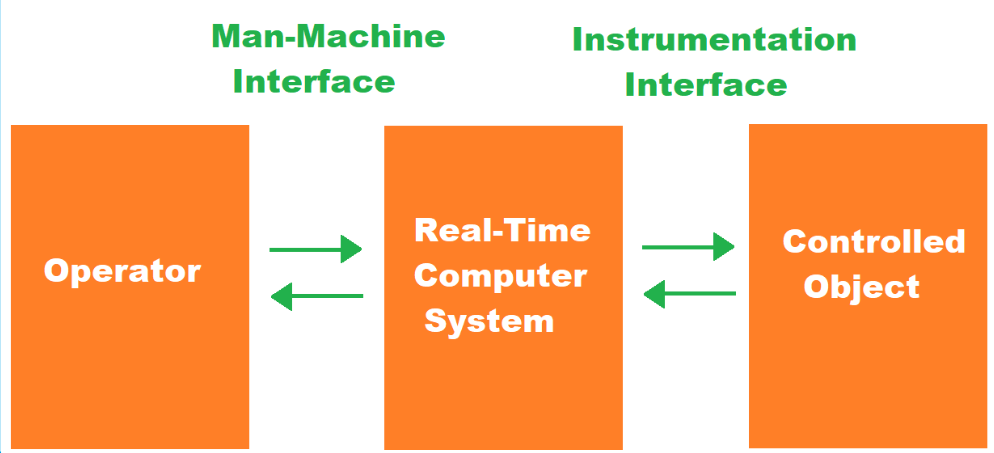 Man-Machine
Interface
Instrumentation
Interface
Operator
Real-Time
Computer
System
Controlled
Object